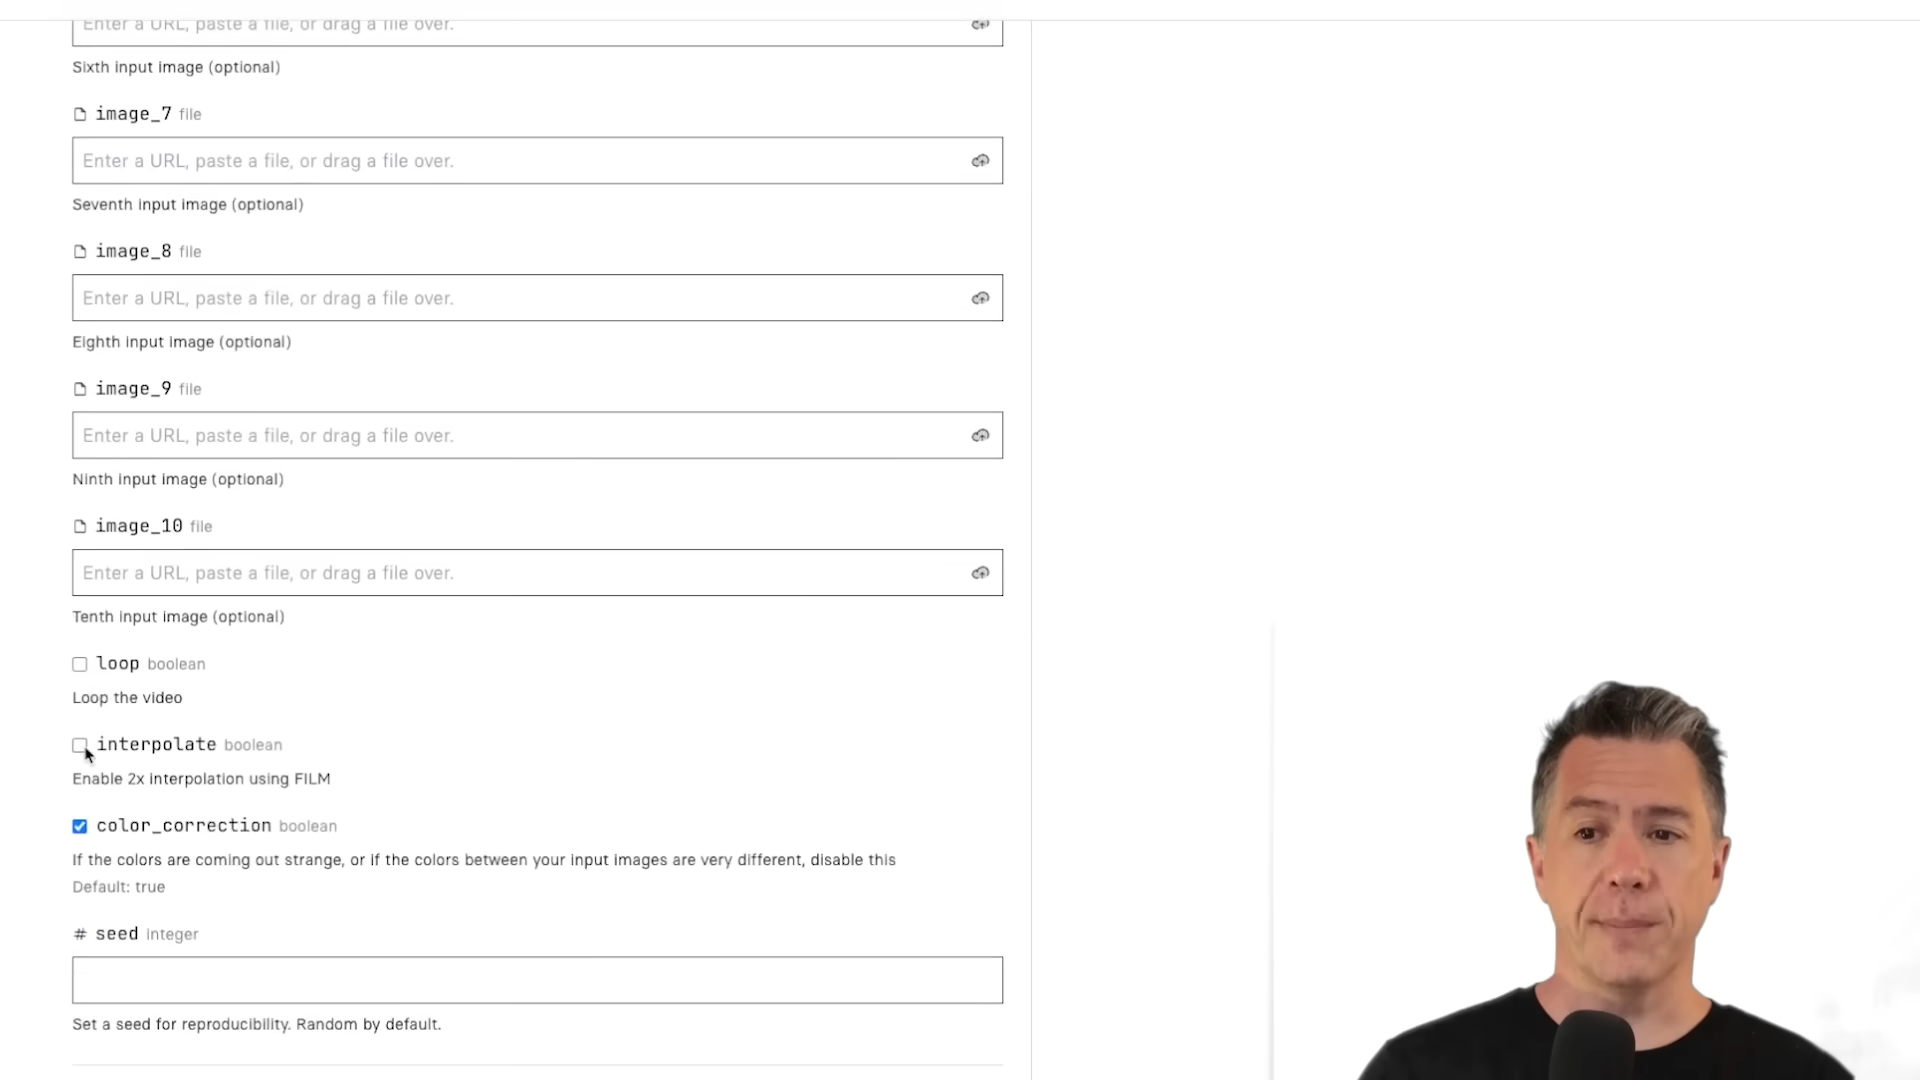 Enter a URL, paste a file, or drag a file over.
Sixth input image (optional)
image_7 file
Enter a URL, paste a file, or drag a file over.
Seventh input image (optional)
image_8 file
Enter a URL, paste a file, or drag a file over.
Eighth input image (optional)
image_9 file
Enter a URL, paste a file, or drag a file over.
Ninth input image (optional)
image_10 file
Enter a URL, paste a file, or drag a file over.
Tenth input image (optional)
loop boolean
Loop the video
interpolate boolean
Enable 2x interpolation using FILM
color_correction boolean
If the colors are coming out strange, or if the colors between your input images are very different, disable this
Default: true
# seed integer
Set a seed for reproducibility. Random by default.